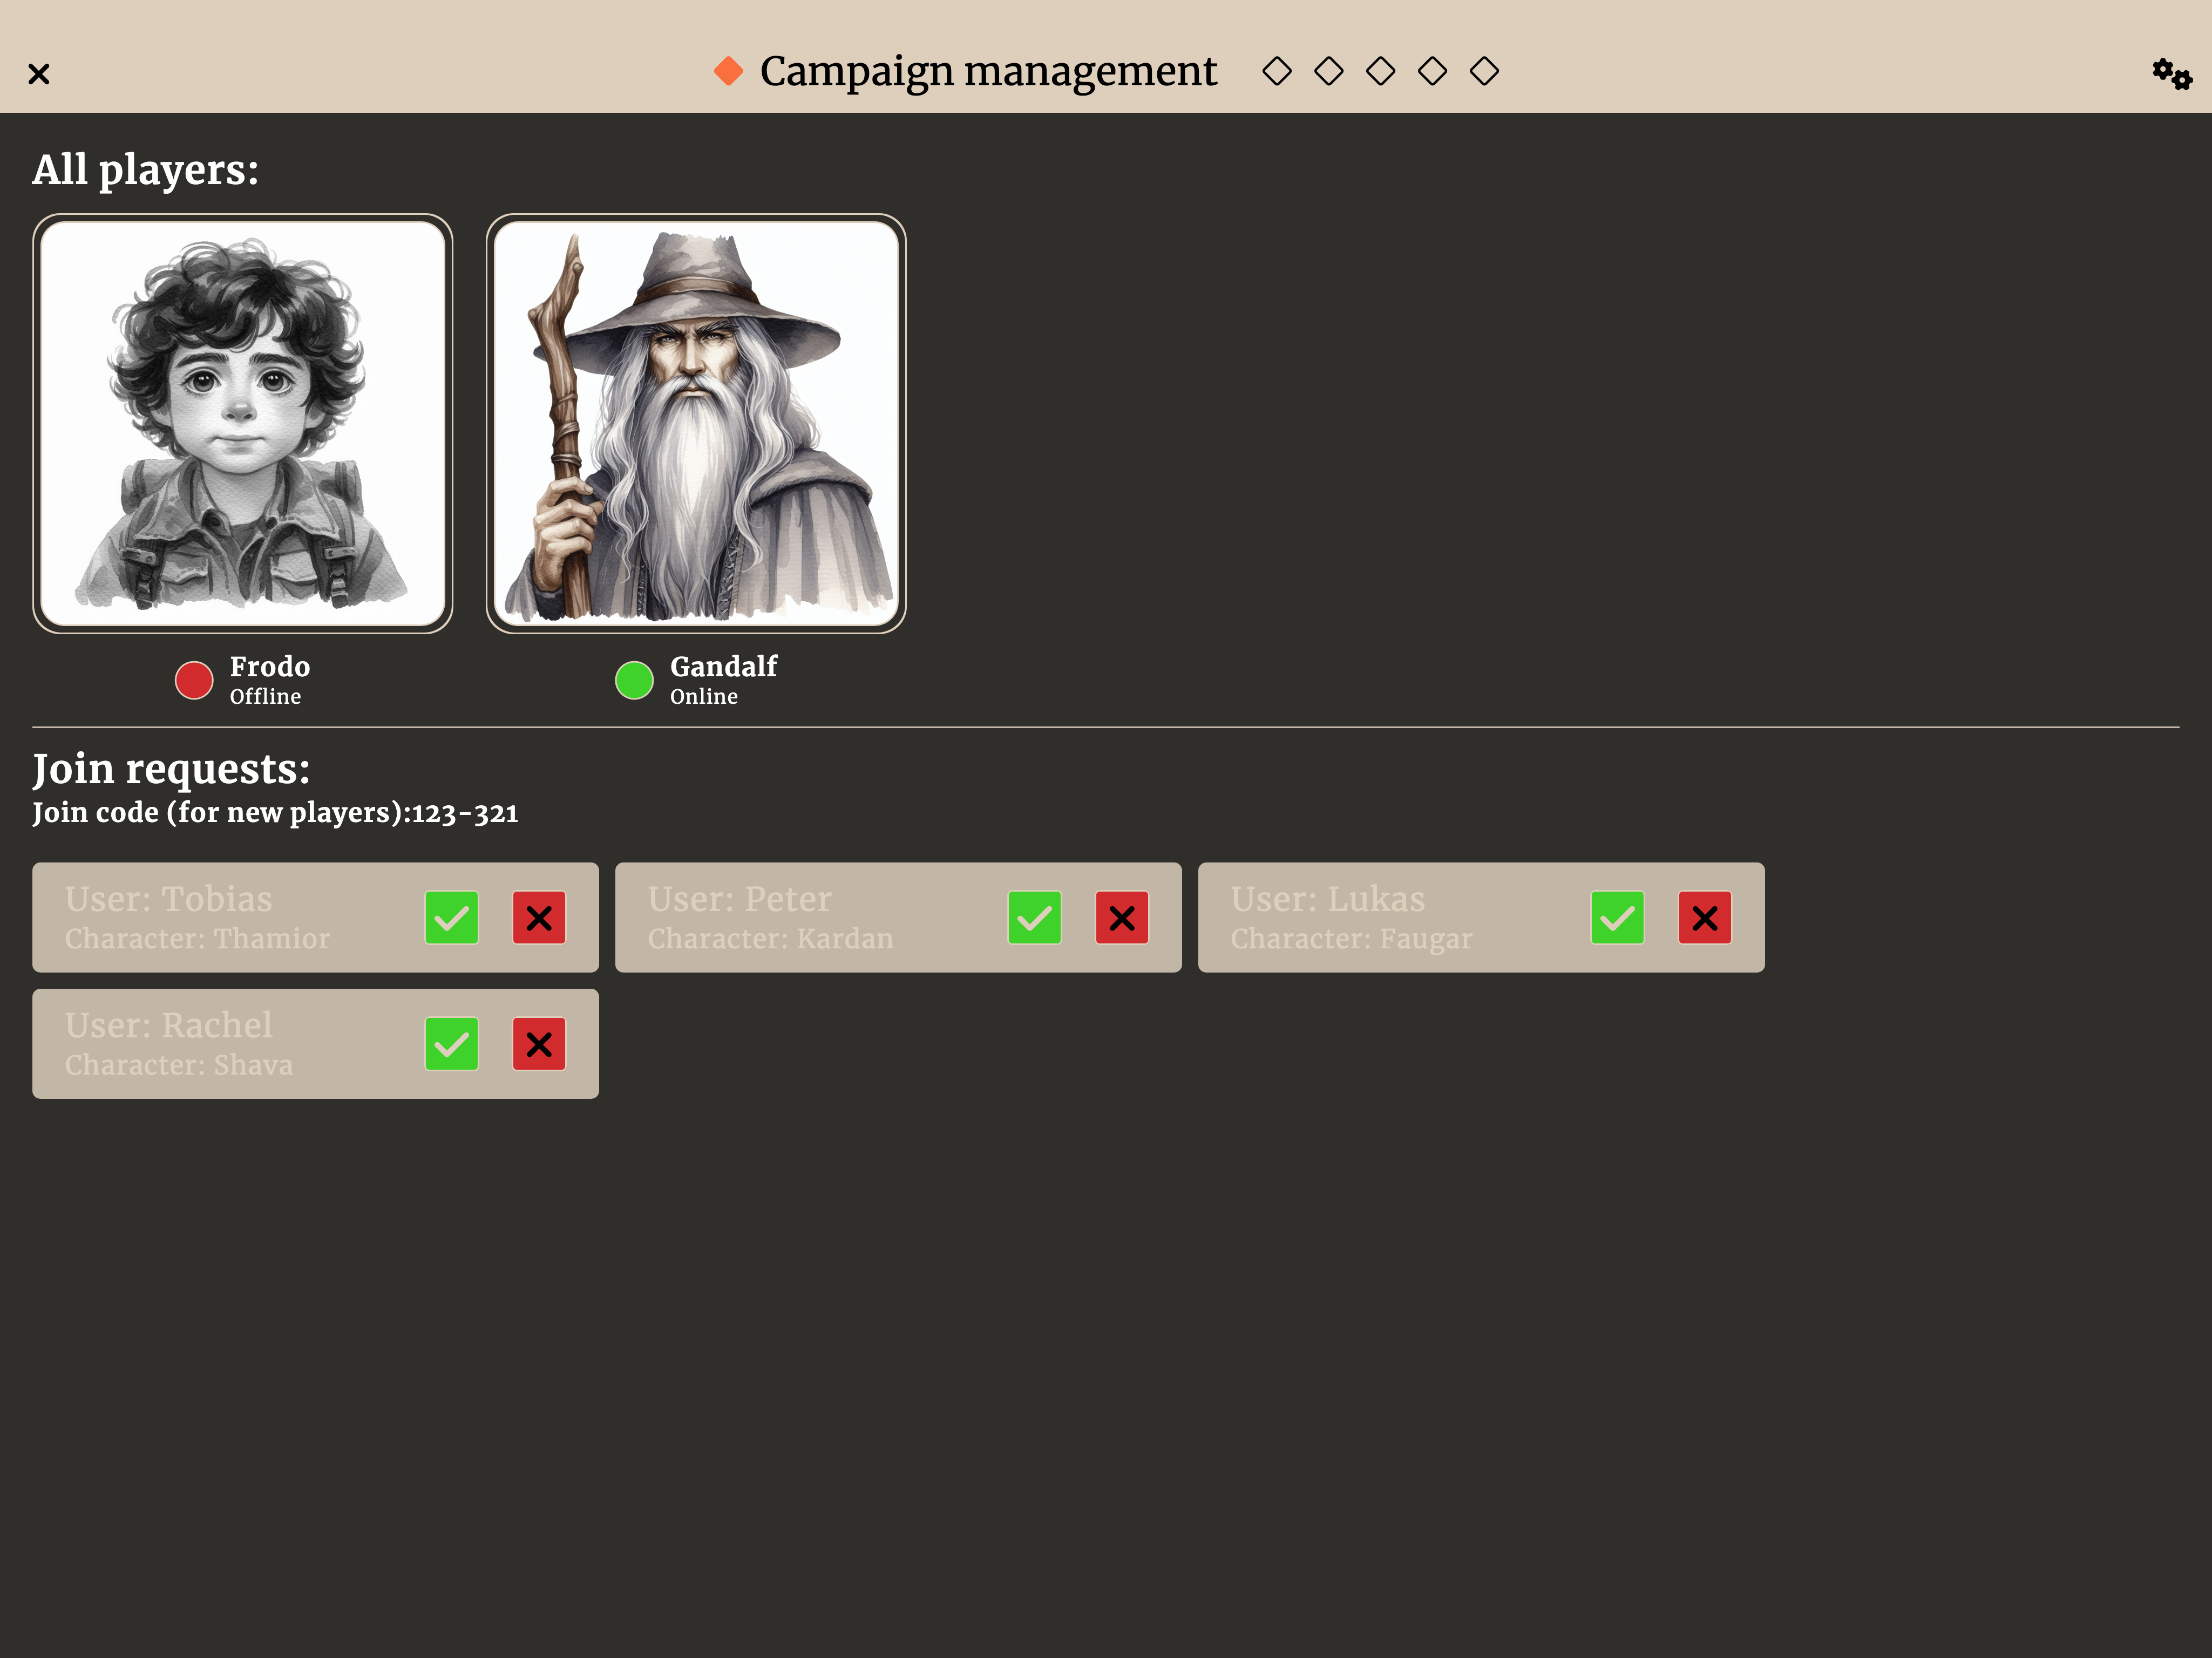 Campaign management
All players:
Frodo
Offline
Gandalf
Online
Join requests:
Join code (for new players):123-321
User: Tobias
Character: Thamior
User: Peter
Character: Kardan
User: Lukas
Character: Faugar
User: Rachel
Character: Shava